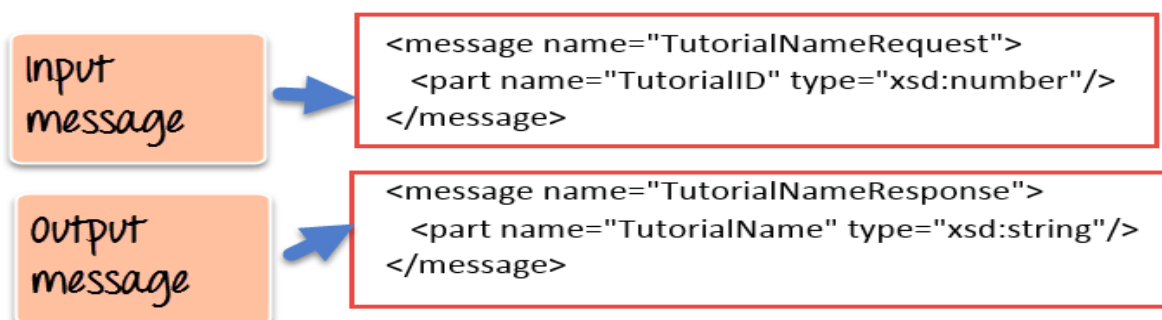 Input
message
<message name="TutorialNameRequest">
<part name="TutorialID" type="xsd:number"/>
</message>
Output
message
<message name="TutorialNameResponse">
<part name="TutorialName" type="xsd:string"/>
</message>